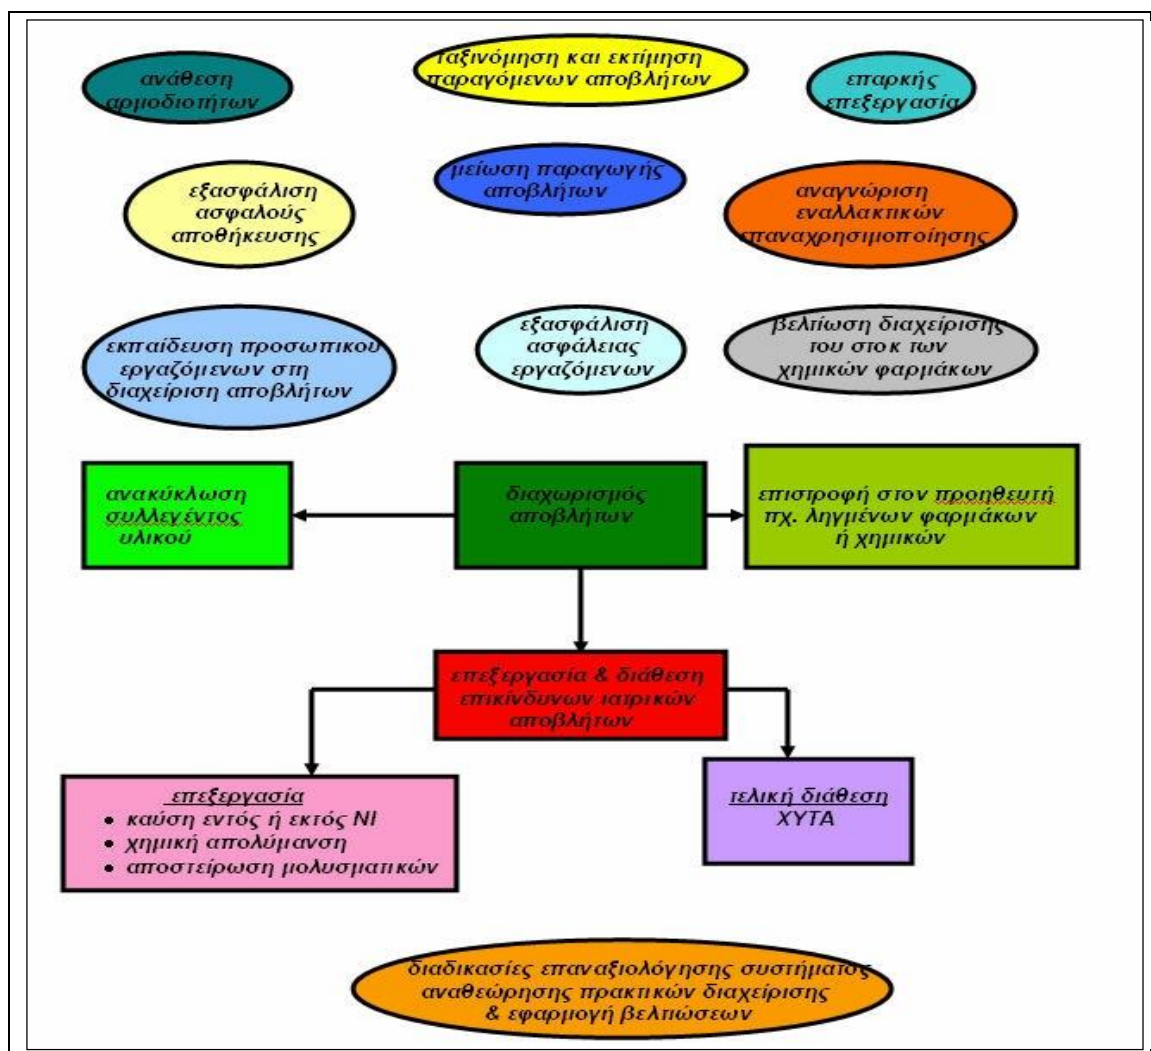 ανάθεση
αρμοδιοτήτων
ταξινόμηση και εκτίμηση
παραγόμενων αποβλήτων
επαρκής
επεξεργασία
εξασφάλιση
ασφαλούς
αποθήκευσης
μείωση παραγωγής
αποβλήτων
αναγνώριση
εναλλακτικών
επαναχρησιμοποίησης
εκπαίδευση προσωπικού
εργαζόμενων στη
διαχείριση αποβλήτων
εξασφάλιση
ασφάλειας
εργαζόμενων
βελτίωση διαχείρισης
του στοκ των
χημικών φαρμάκων
ανακύκλωση
συλλεγέντος
υλικού
διαχωρισμός
αποβλήτων
επιστροφή στον προηθευτή
πχ. ληγμένων φαρμάκων
ή χημικών
επεξεργασία & διάθεση
επικίνδυνων ιατρικών
αποβλήτων
επεξεργασία
• καύση εντός ή εκτός ΝΙ
• χημική απολύμανση
• αποστείρωση μολυσματικών
τελική διάθεση
ΧΥΤΑ
διαδικασίες επαναξιολόγησης συστήματος
αναθεώρησης πρακτικών διαχείρισης
& εφαρμογή βελτιώσεων